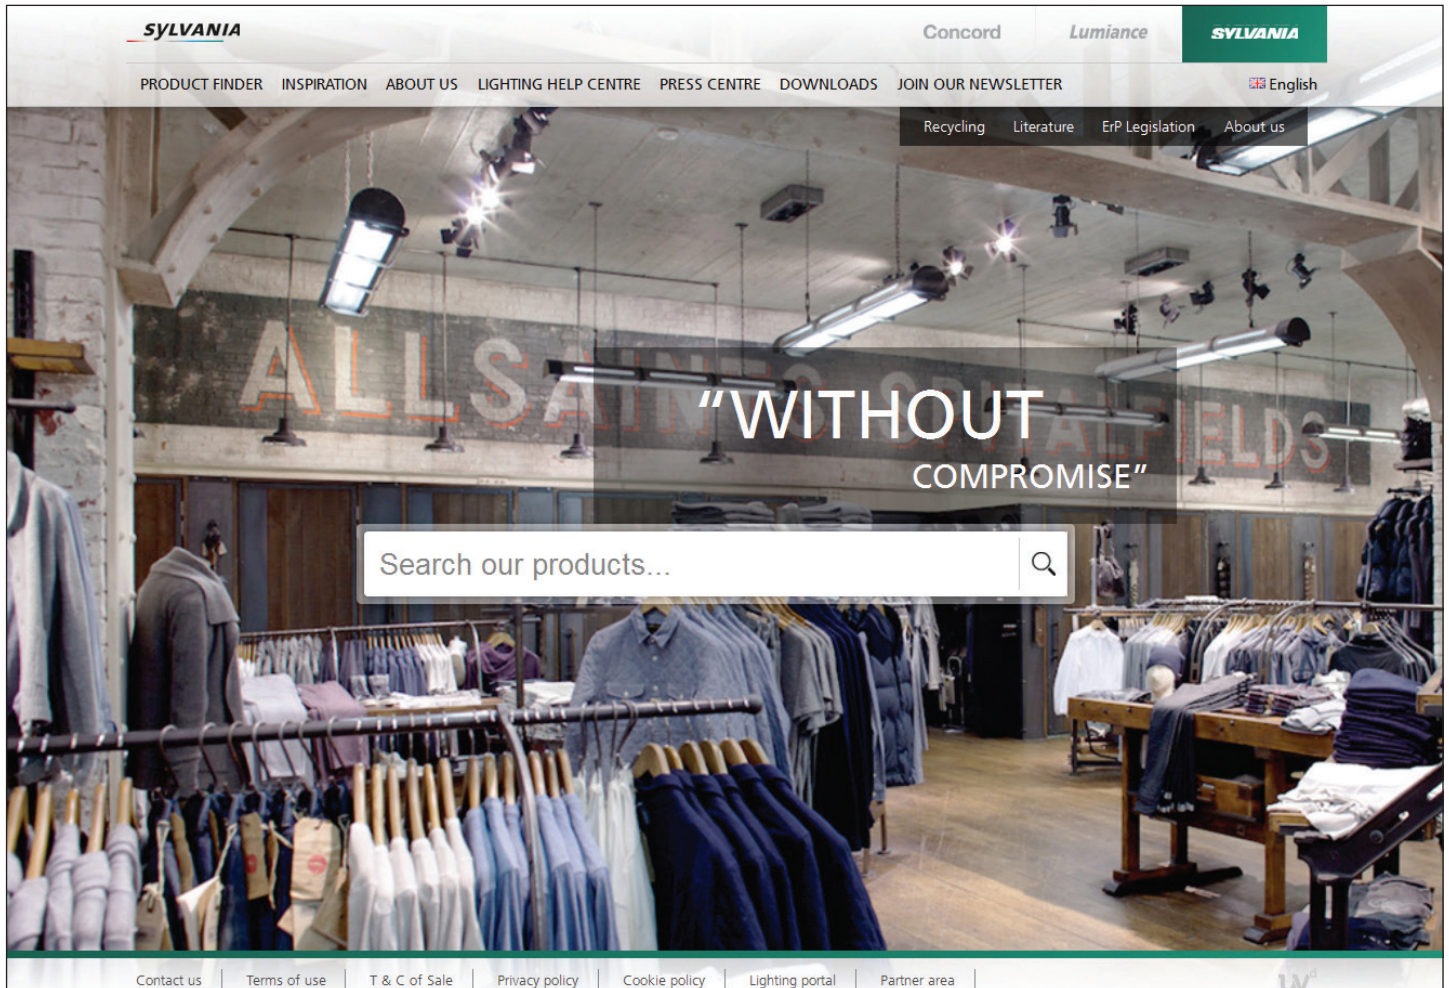 SYLVANIA
Concord Lumiance SYLVANIA
PRODUCT FINDER INSPIRATION ABOUT US LIGHTING HELP CENTRE PRESS CENTRE DOWNLOADS JOIN OUR NEWSLETTER English
Recycling Literature ErP Legislation About us
ALLSAINTS SPITALFIELDS
“WITHOUT
COMPROMISE”
Search our products...
Contact us Terms of use T & C of Sale Privacy policy Cookie policy Lighting portal Partner area